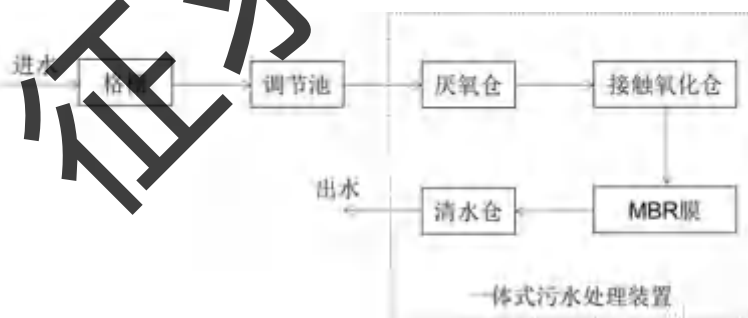 进水
格栅
调节池
厌氧仓
接触氧化仓
出水
清水仓
MBR膜
一体式污水处理装置
征